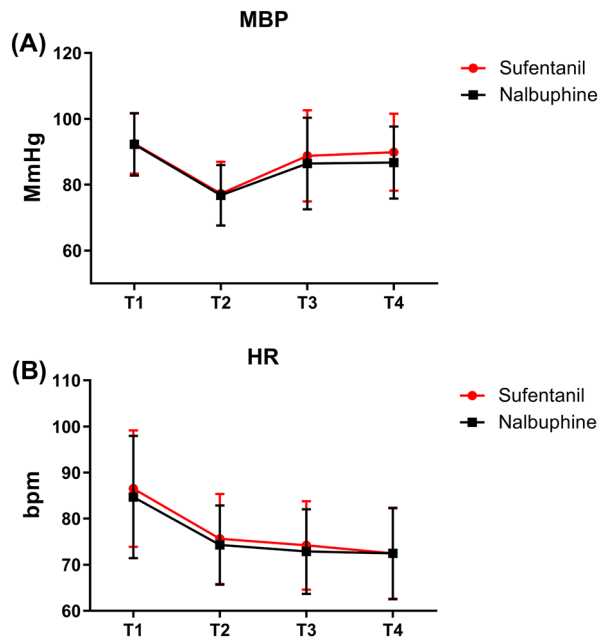 MBP
(A)
120
100
80
60
MmHg
T1 T2 T3 T4
Sufentanil
Nalbuphine
HR
(B)
110
100
90
80
70
60
bpm
T1 T2 T3 T4
Sufentanil
Nalbuphine